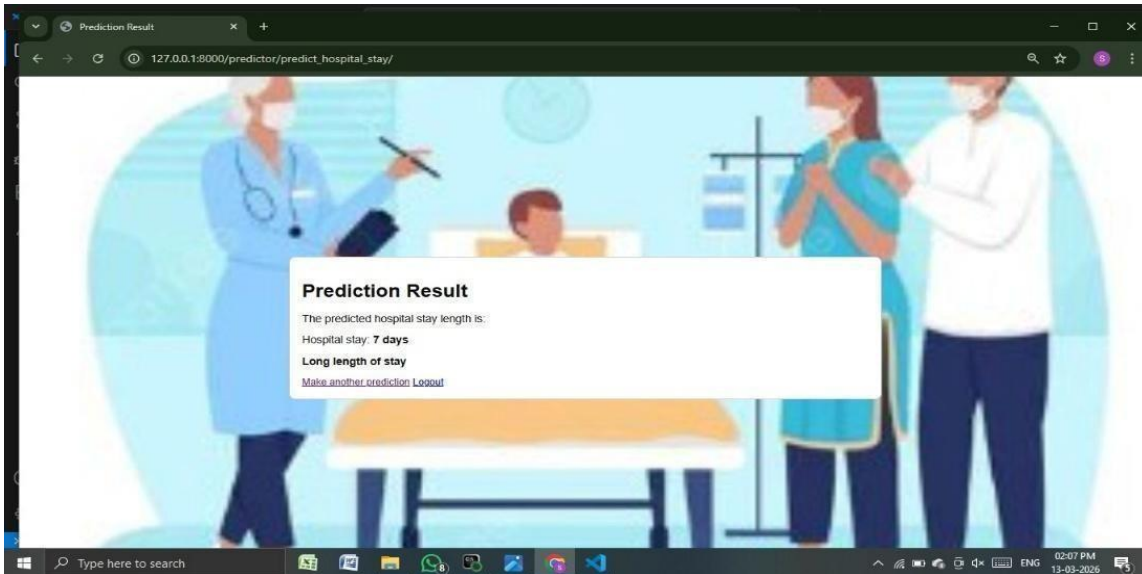 Prediction Result
127.0.0.1:8000/predictor/predict_hospital_stay/
S
Prediction Result
The predicted hospital stay length is:
Hospital stay: 7 days
Long length of stay
Make another prediction Logout
Type here to search
8
ENG
02:07 PM
13-03-2026
5